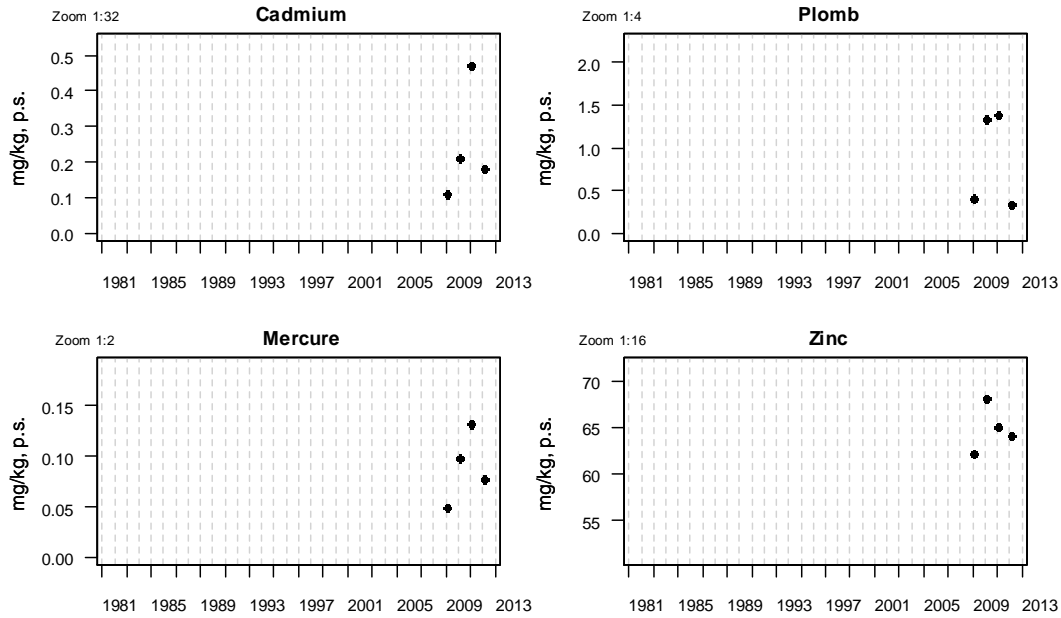 Zoom 1:32
Cadmium
mg/kg, p.s.
0.5
0.4
0.3
0.2
0.1
0.0
1981 1985 1989 1993 1997 2001 2005 2009 2013
Zoom 1:4
Plomb
mg/kg, p.s.
2.0
1.5
1.0
0.5
0.0
1981 1985 1989 1993 1997 2001 2005 2009 2013
Zoom 1:2
Mercure
mg/kg, p.s.
0.15
0.10
0.05
0.00
1981 1985 1989 1993 1997 2001 2005 2009 2013
Zoom 1:16
Zinc
mg/kg, p.s.
70
65
60
55
1981 1985 1989 1993 1997 2001 2005 2009 2013